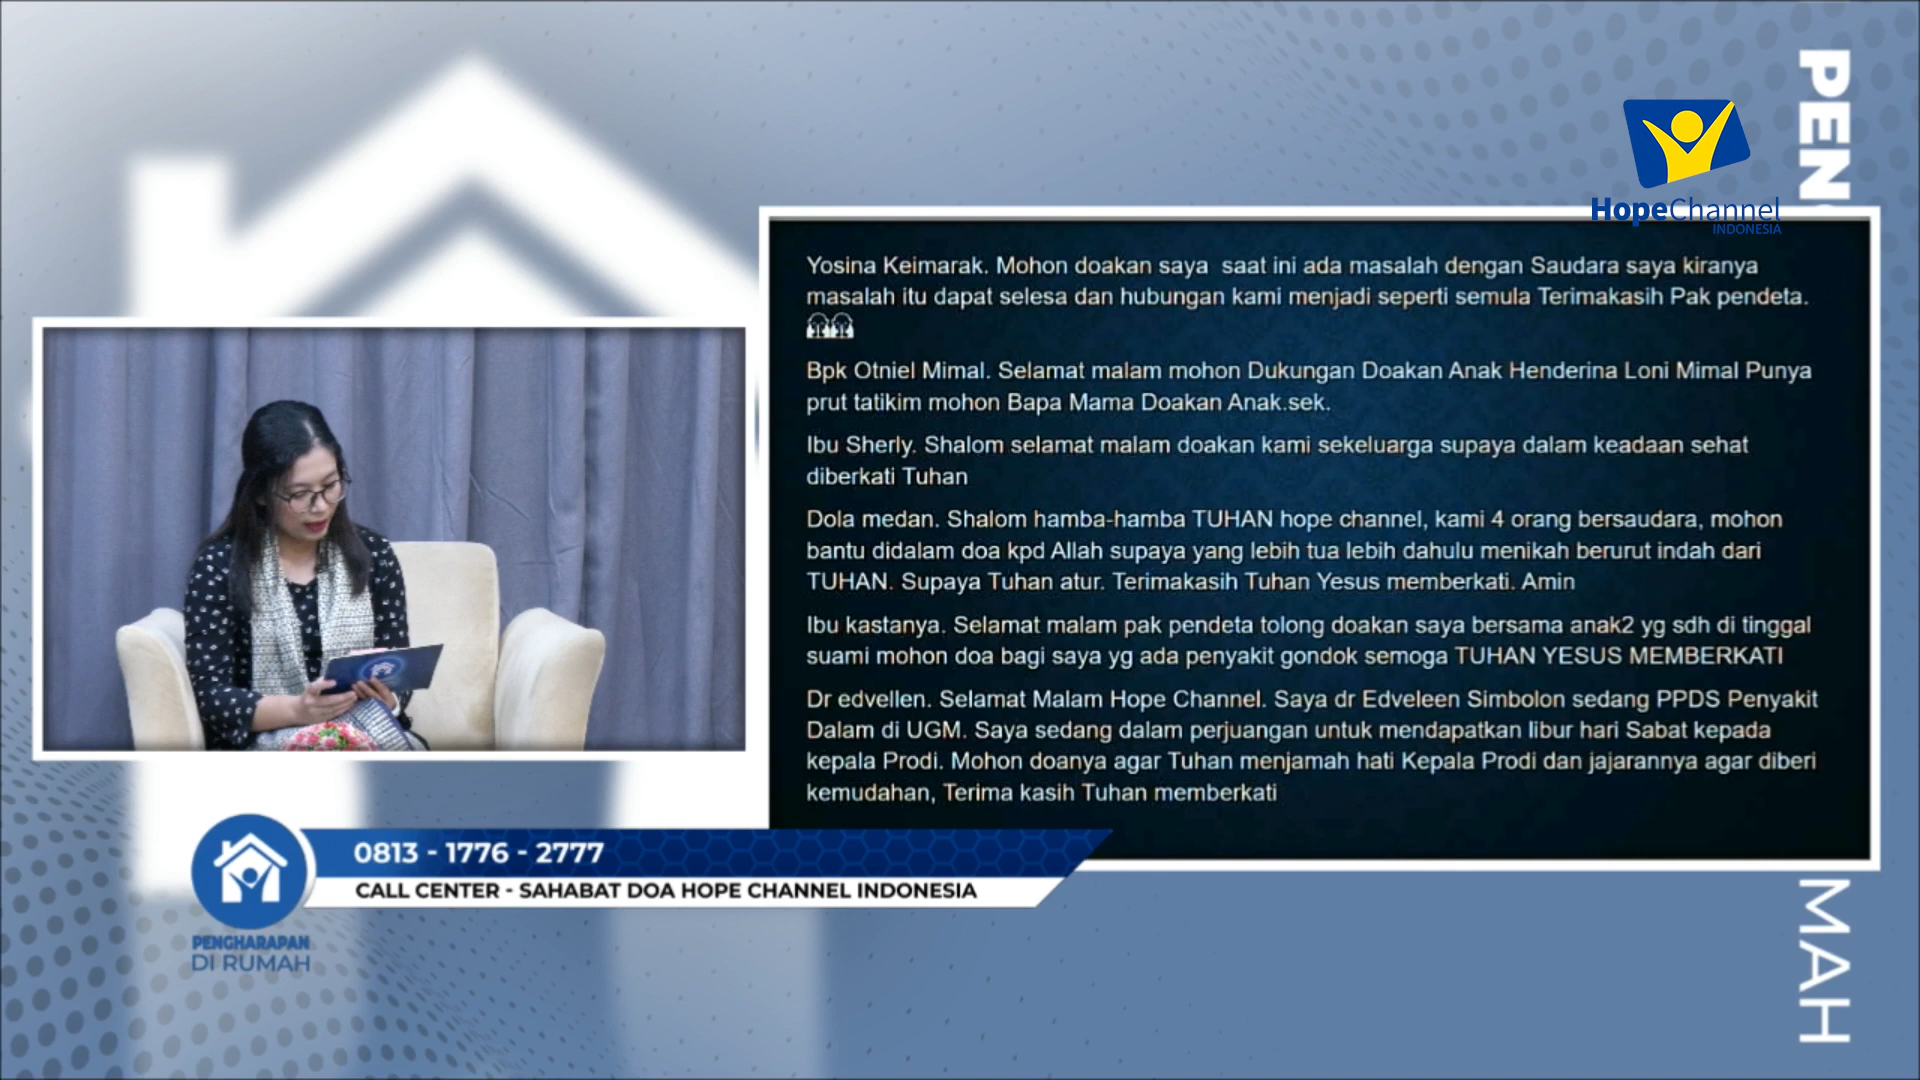 PEN
HopeChannel
INDONESIA
Yosina Keimarak. Mohon doakan saya  saat ini ada masalah dengan Saudara saya kiranya
masalah itu dapat selesa dan hubungan kami menjadi seperti semula Terimakasih Pak pendeta.
Bpk Otniel Mimal. Selamat malam mohon Dukungan Doakan Anak Henderina Loni Mimal Punya
prut tatikim mohon Bapa Mama Doakan Anak.sek.
Ibu Sherly. Shalom selamat malam doakan kami sekeluarga supaya dalam keadaan sehat
diberkati Tuhan
Dola medan. Shalom hamba-hamba TUHAN hope channel, kami 4 orang bersaudara, mohon
bantu didalam doa kpd Allah supaya yang lebih tua lebih dahulu menikah berurut indah dari
TUHAN. Supaya Tuhan atur. Terimakasih Tuhan Yesus memberkati. Amin
Ibu kastanya. Selamat malam pak pendeta tolong doakan saya bersama anak2 yg sdh di tinggal
suami mohon doa bagi saya yg ada penyakit gondok semoga TUHAN YESUS MEMBERKATI
Dr edvellen. Selamat Malam Hope Channel. Saya dr Edveleen Simbolon sedang PPDS Penyakit
Dalam di UGM. Saya sedang dalam perjuangan untuk mendapatkan libur hari Sabat kepada
kepala Prodi. Mohon doanya agar Tuhan menjamah hati Kepala Prodi dan jajarannya agar diberi
kemudahan, Terima kasih Tuhan memberkati
0813 - 1776 - 2777
CALL CENTER - SAHABAT DOA HOPE CHANNEL INDONESIA
PENGHARAPAN
DI RUMAH
MAH